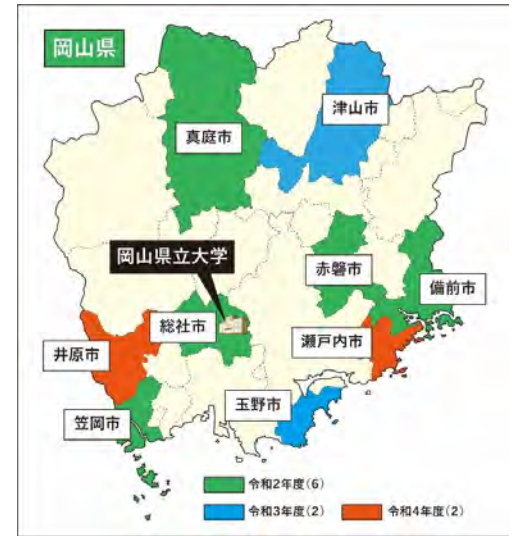 岡山県
津山市
真庭市
岡山県立大学
赤磐市
備前市
総社市
瀬戸内市
井原市
玉野市
笠岡市
令和2年度(6)
令和3年度(2)
令和4年度(2)